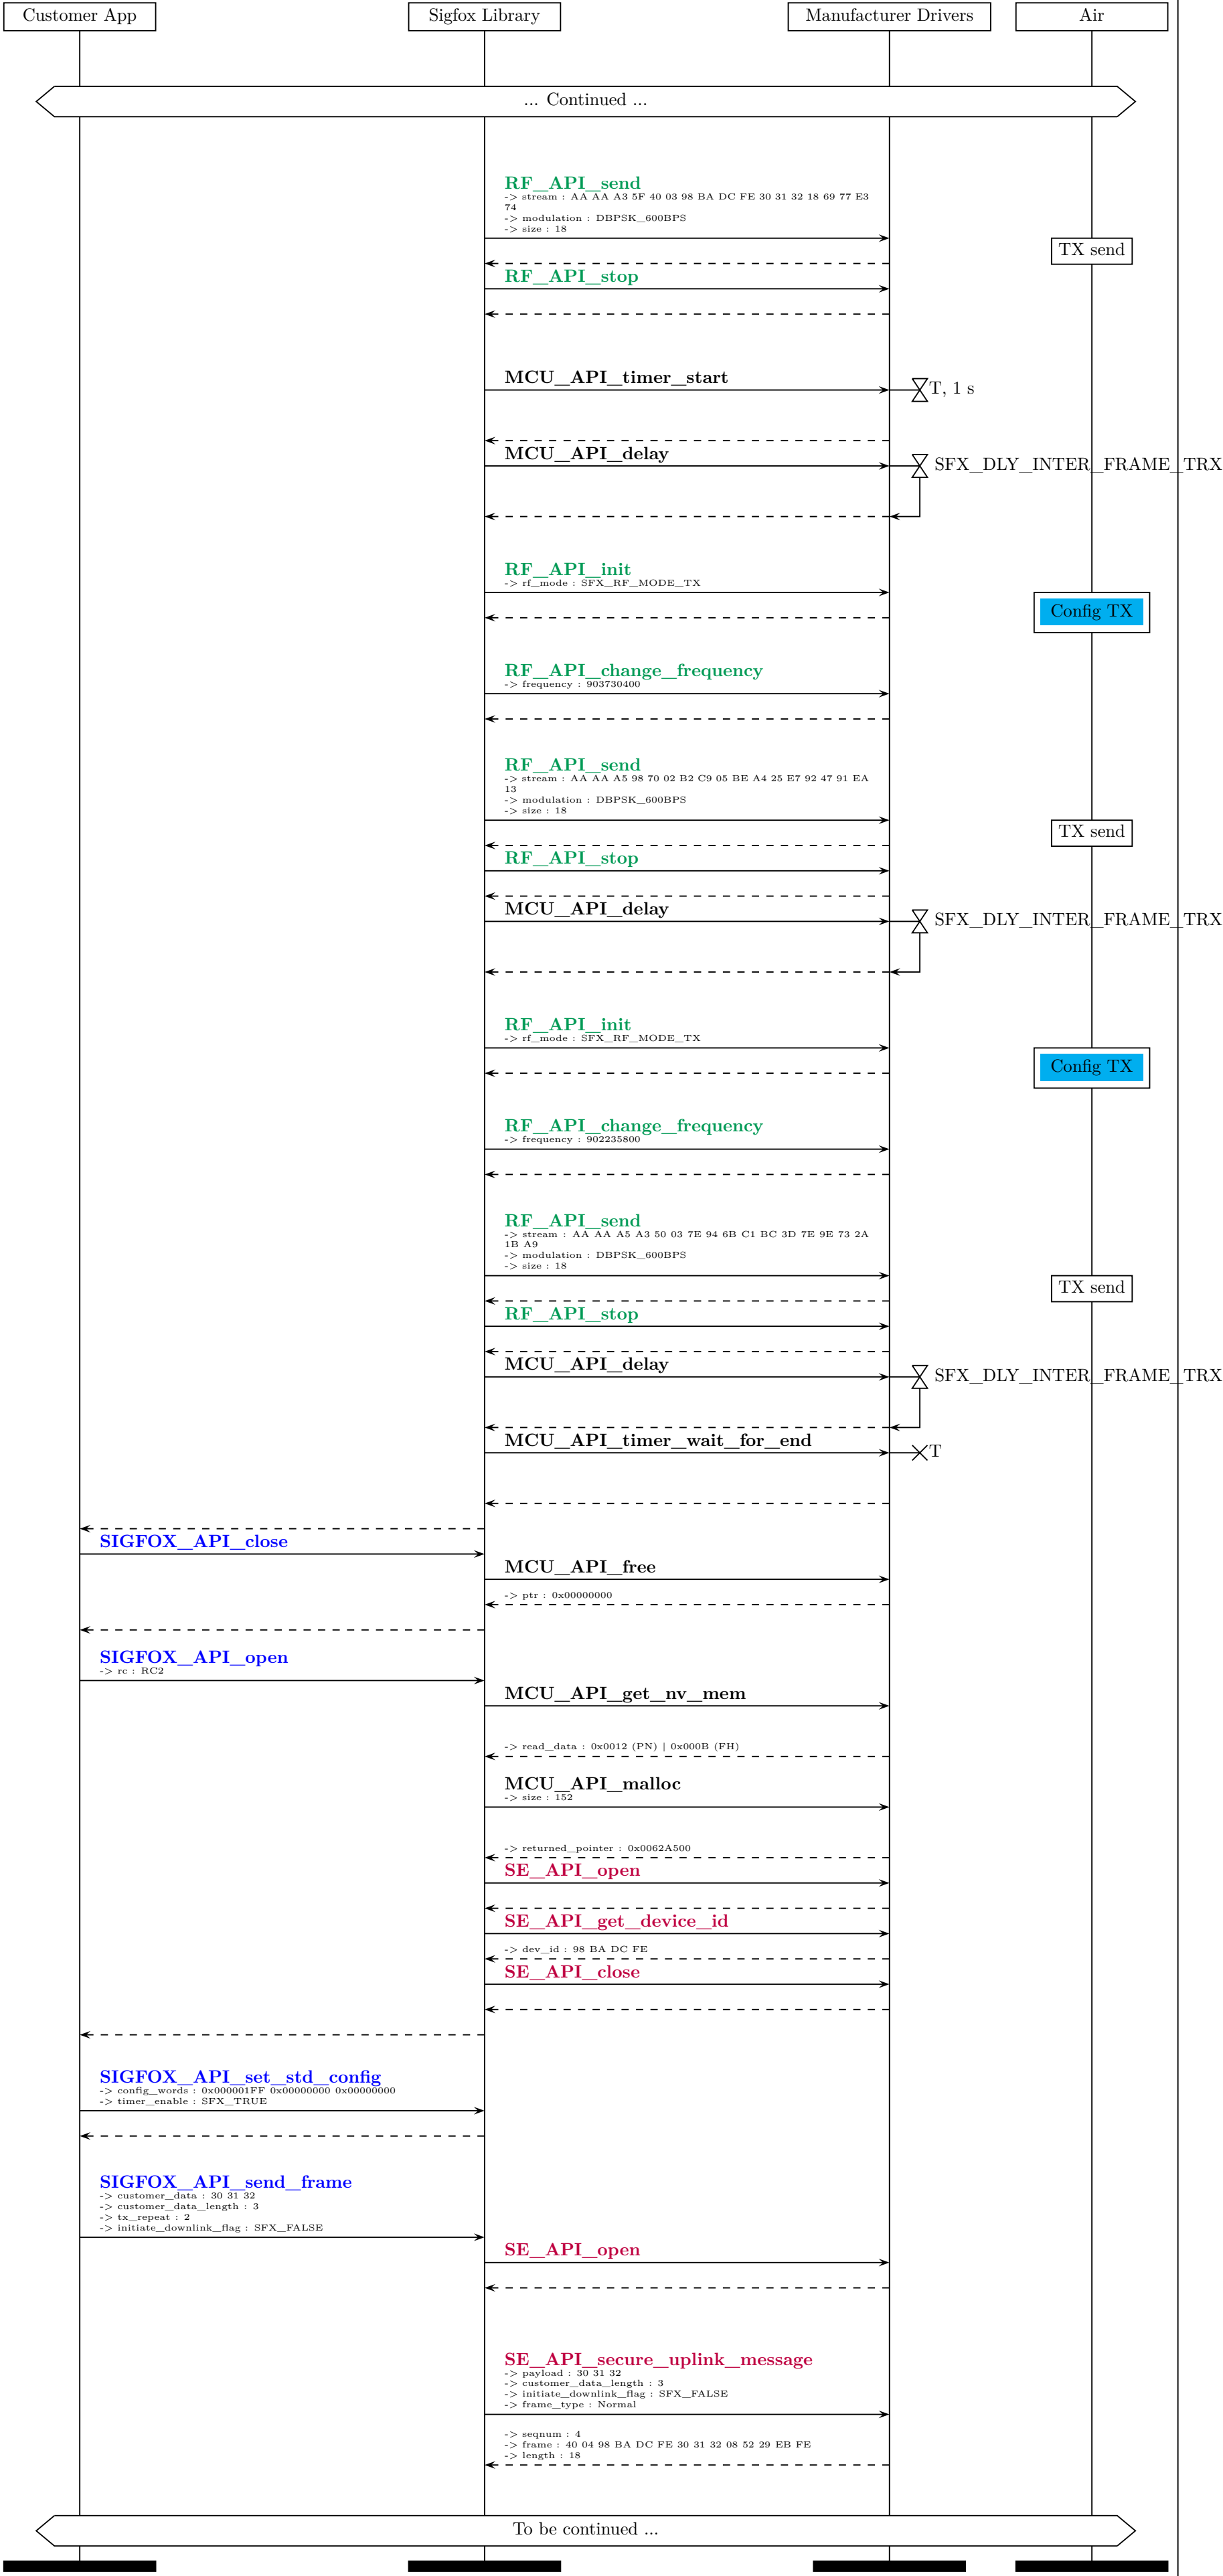 Customer App
Sigfox Library
Manufacturer Drivers
Air
... Continued ...
RF_API_send
-> stream : AA AA A3 5F 40 03 98 BA DC FE 30 31 32 18 69 77 E3
74
-> modulation : DBPSK_600BPS
-> size : 18
TX send
RF_API_stop
MCU_API_timer_start
T, 1 s
MCU_API_delay
SFX_DLY_INTER_FRAME_TRX
RF_API_init
-> rf_mode : SFX_RF_MODE_TX
Config TX
RF_API_change_frequency
-> frequency : 903730400
RF_API_send
-> stream : AA AA A5 98 70 02 B2 C9 05 BE A4 25 E7 92 47 91 EA
13
-> modulation : DBPSK_600BPS
-> size : 18
TX send
RF_API_stop
MCU_API_delay
SFX_DLY_INTER_FRAME_TRX
RF_API_init
-> rf_mode : SFX_RF_MODE_TX
Config TX
RF_API_change_frequency
-> frequency : 902235800
RF_API_send
-> stream : AA AA A5 A3 50 03 7E 94 6B C1 BC 3D 7E 9E 73 2A
1B A9
-> modulation : DBPSK_600BPS
-> size : 18
TX send
RF_API_stop
MCU_API_delay
SFX_DLY_INTER_FRAME_TRX
MCU_API_timer_wait_for_end
T
SIGFOX_API_close
MCU_API_free
-> ptr : 0x00000000
SIGFOX_API_open
-> rc : RC2
MCU_API_get_nv_mem
-> read_data : 0x0012 (PN) | 0x000B (FH)
MCU_API_malloc
-> size : 152
-> returned_pointer : 0x0062A500
SE_API_open
SE_API_get_device_id
-> dev_id : 98 BA DC FE
SE_API_close
SIGFOX_API_set_std_config
-> config_words : 0x000001FF 0x00000000 0x00000000
-> timer_enable : SFX_TRUE
SIGFOX_API_send_frame
-> customer_data : 30 31 32
-> customer_data_length : 3
-> tx_repeat : 2
-> initiate_downlink_flag : SFX_FALSE
SE_API_open
SE_API_secure_uplink_message
-> payload : 30 31 32
-> customer_data_length : 3
-> initiate_downlink_flag : SFX_FALSE
-> frame_type : Normal
-> seqnum : 4
-> frame : 40 04 98 BA DC FE 30 31 32 08 52 29 EB FE
-> length : 18
To be continued ...